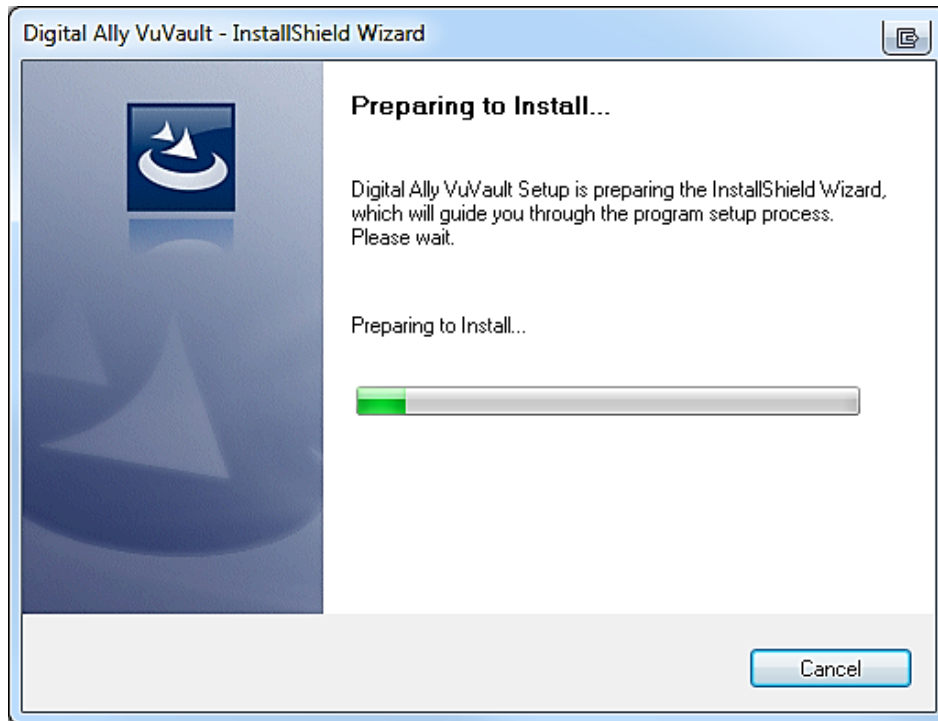 Digital Ally VuVault - InstallShield Wizard
Preparing to Install...
Digital Ally VuVault Setup is preparing the InstallShield Wizard,
which will guide you through the program setup process.
Please wait.
Preparing to Install...
Cancel